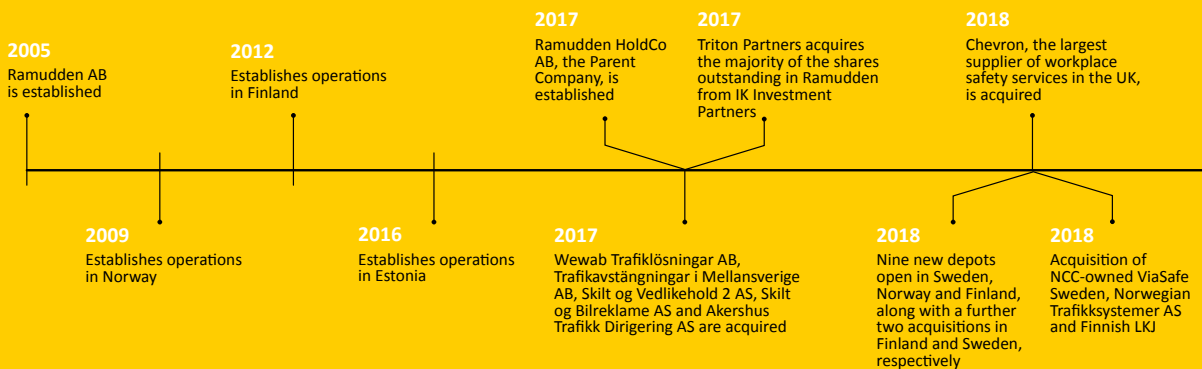 2005
Ramudden AB
is established
2012
Establishes operations
in Finland
2017
Ramudden HoldCo
AB, the Parent
Company, is
established
2017
Triton Partners acquires
the majority of the shares
outstanding in Ramudden
from IK Investment
Partners
2018
Chevron, the largest
supplier of workplace
safety services in the UK,
is acquired
2009
Establishes operations
in Norway
2016
Establishes operations
in Estonia
2017
Wewab Trafiklösningar AB,
Trafikavstängningar i Mellansverige
AB, Skilt og Vedlikehold 2 AS, Skilt
og Bilreklame AS and Akershus
Trafikk Dirigering AS are acquired
2018
Nine new depots
open in Sweden,
Norway and Finland,
along with a further
two acquisitions in
Finland and Sweden,
respectively
2018
Acquisition of
NCC-owned ViaSafe
Sweden, Norwegian
Trafikksystemer AS
and Finnish LKJ